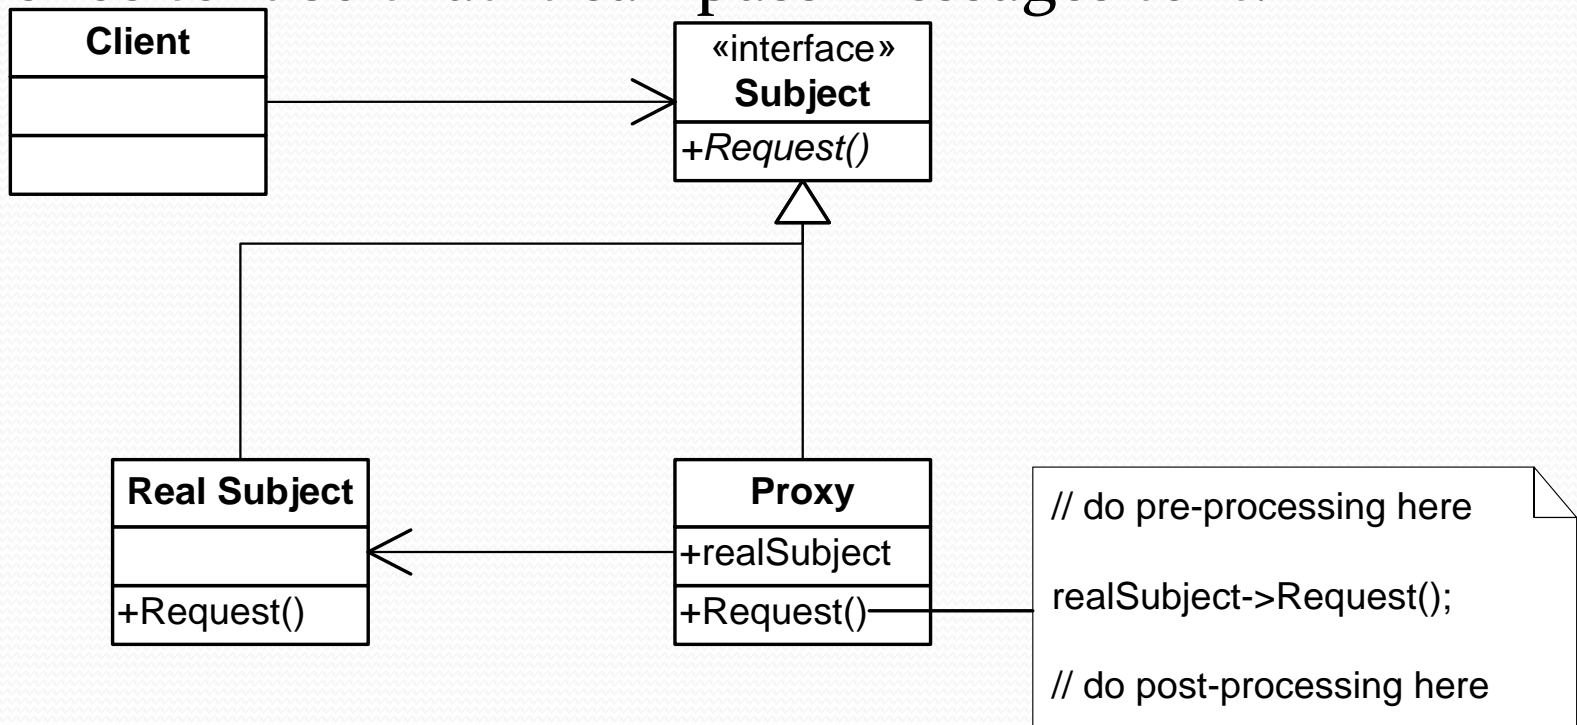 Client
«interface»
Subject
+Request()
Real Subject
+Request()
Proxy
+realSubject
+Request()
// do pre-processing here
realSubject->Request();
// do post-processing here